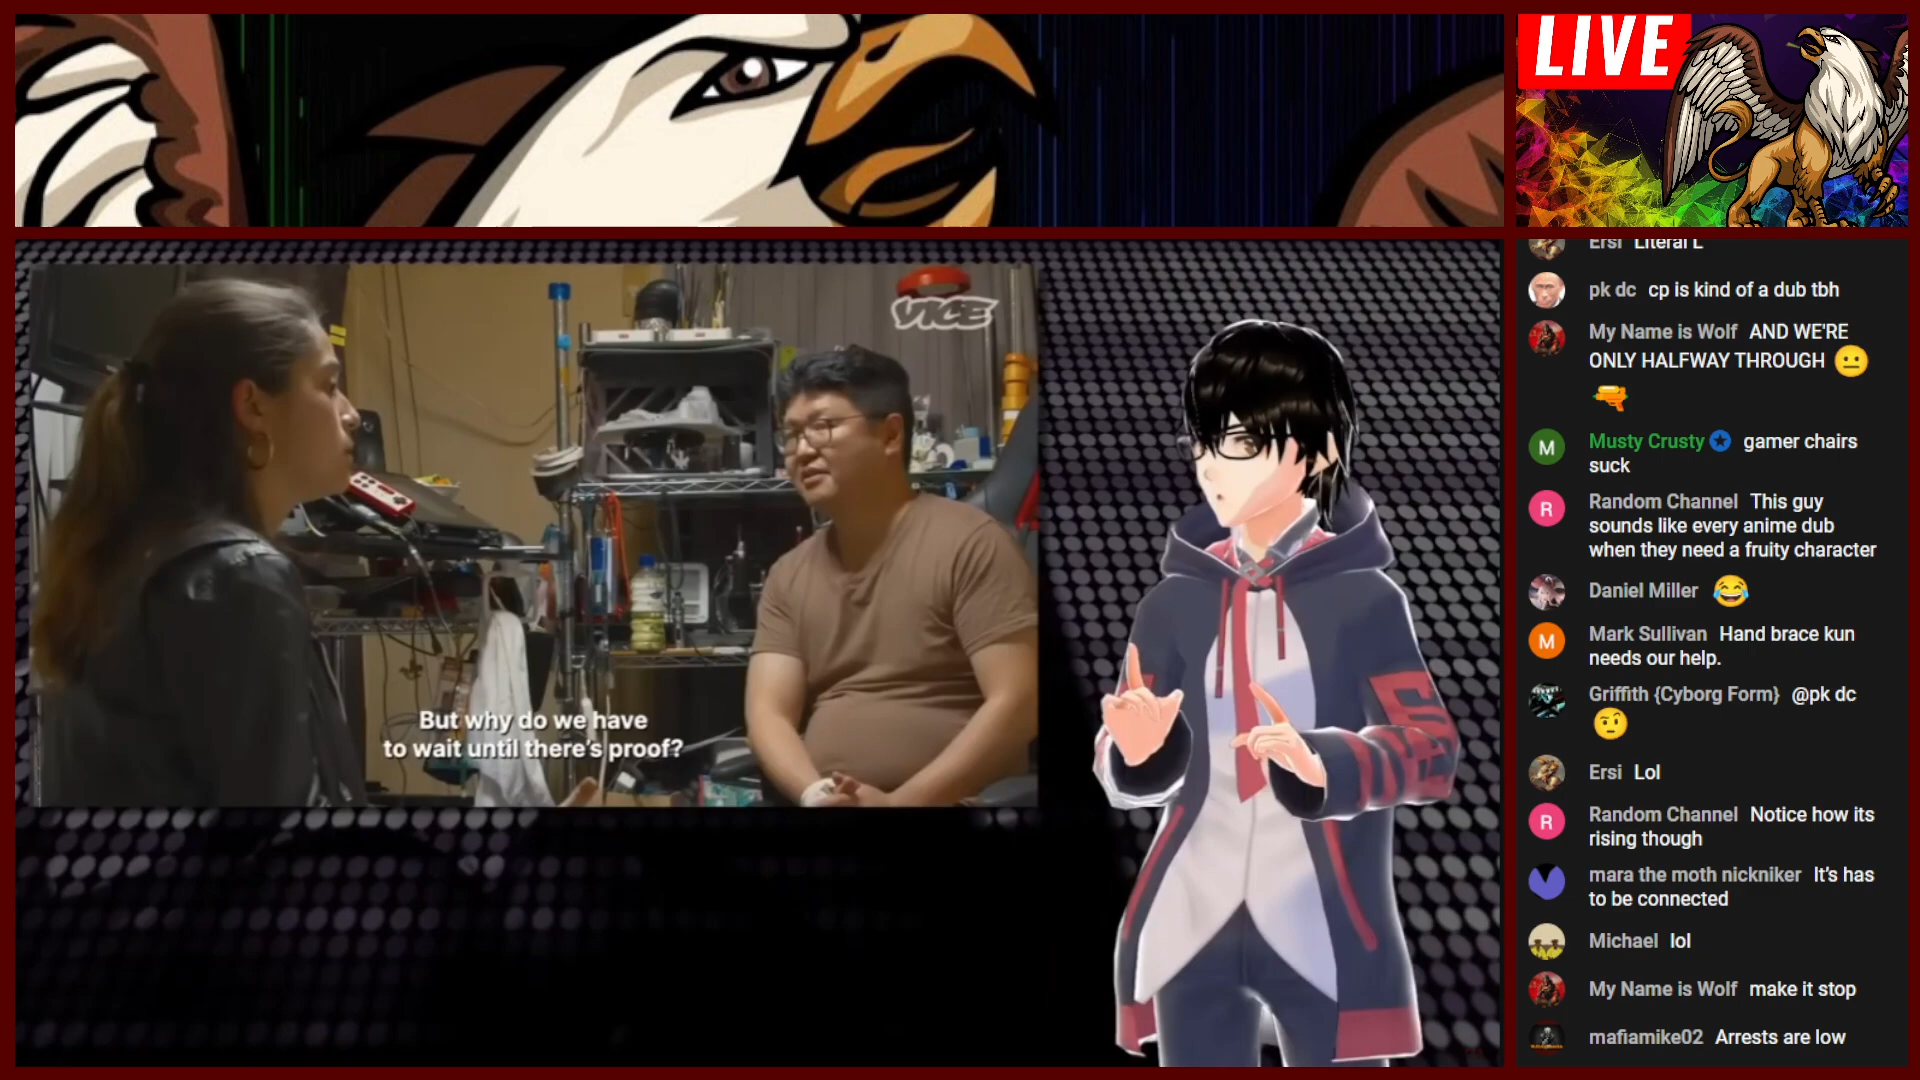 LIVE
VICE
But why do we have
to wait until there's proof?
Ersi Literal L
pk dc cp is kind of a dub tbh
My Name is Wolf AND WE'RE
ONLY HALFWAY THROUGH 😐
🔫
M
Musty Crusty gamer chairs
suck
R
Random Channel This guy
sounds like every anime dub
when they need a fruity character
Daniel Miller 😂
M
Mark Sullivan Hand brace kun
needs our help.
Griffith {Cyborg Form} @pk dc
🤨
Ersi Lol
R
Random Channel Notice how its
rising though
mara the moth nickniker It's has
to be connected
Michael lol
My Name is Wolf make it stop
mafiamike02 Arrests are low